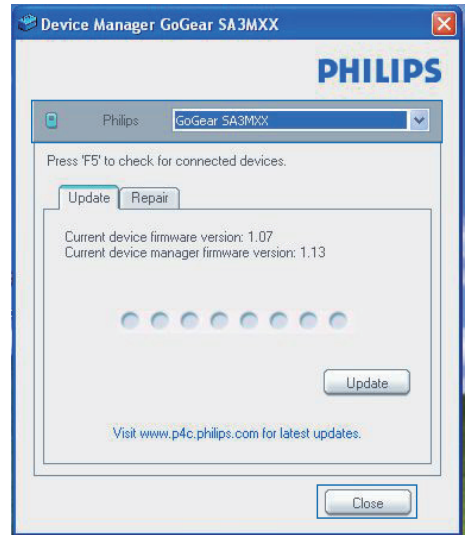 Device Manager GoGear SA3MXX
PHILIPS
Philips GoGear SA3MXX
Press 'F5' to check for connected devices.
Update Repair
Current device firmware version: 1.07
Current device manager firmware version: 1.13
Update
Visit www.p4c.philips.com for latest updates.
Close